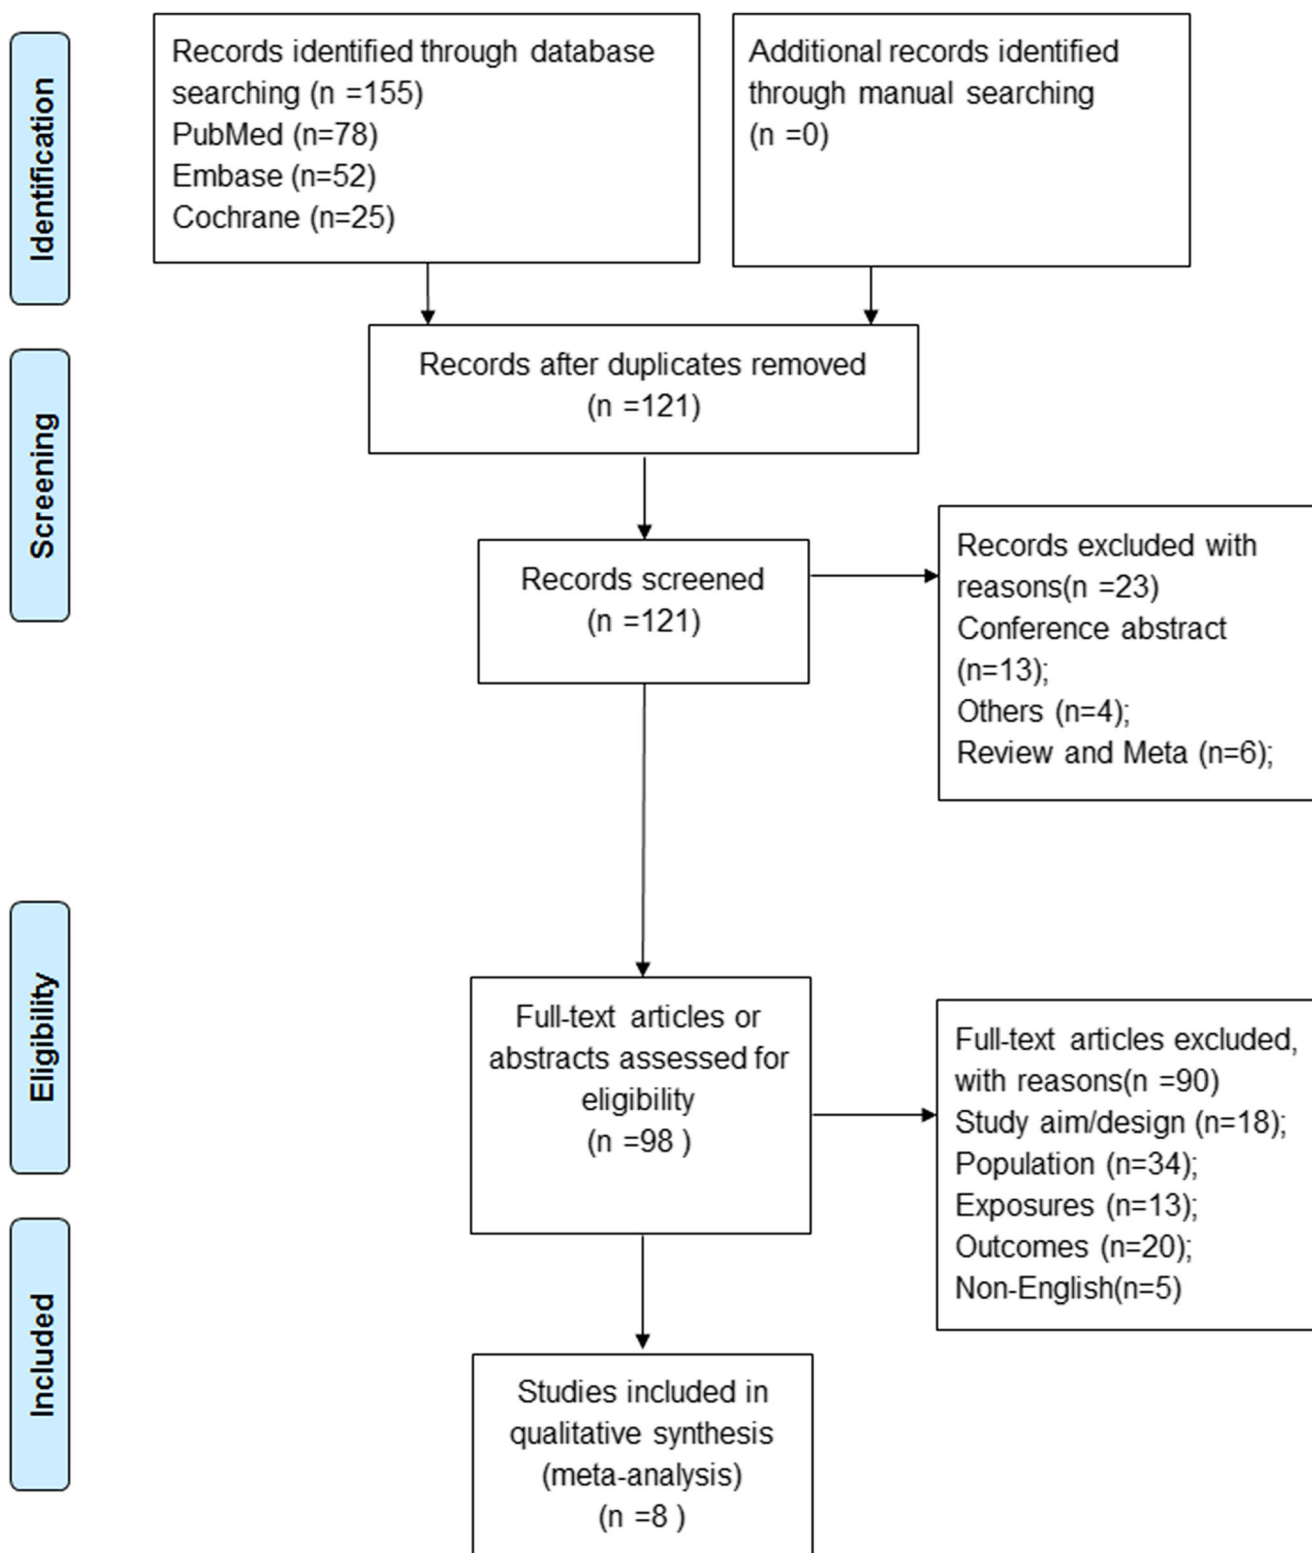 Identification
Records identified through database
searching (n =155)
PubMed (n=78)
Embase (n=52)
Cochrane (n=25)
Additional records identified
through manual searching
(n =0)
Screening
Records after duplicates removed
(n =121)
Records screened
(n =121)
Records excluded with
reasons(n =23)
Conference abstract
(n=13);
Others (n=4);
Review and Meta (n=6);
Eligibility
Full-text articles or
abstracts assessed for
eligibility
(n =98 )
Full-text articles excluded,
with reasons(n =90)
Study aim/design (n=18);
Population (n=34);
Exposures (n=13);
Outcomes (n=20);
Non-English(n=5)
Included
Studies included in
qualitative synthesis
(meta-analysis)
(n =8 )